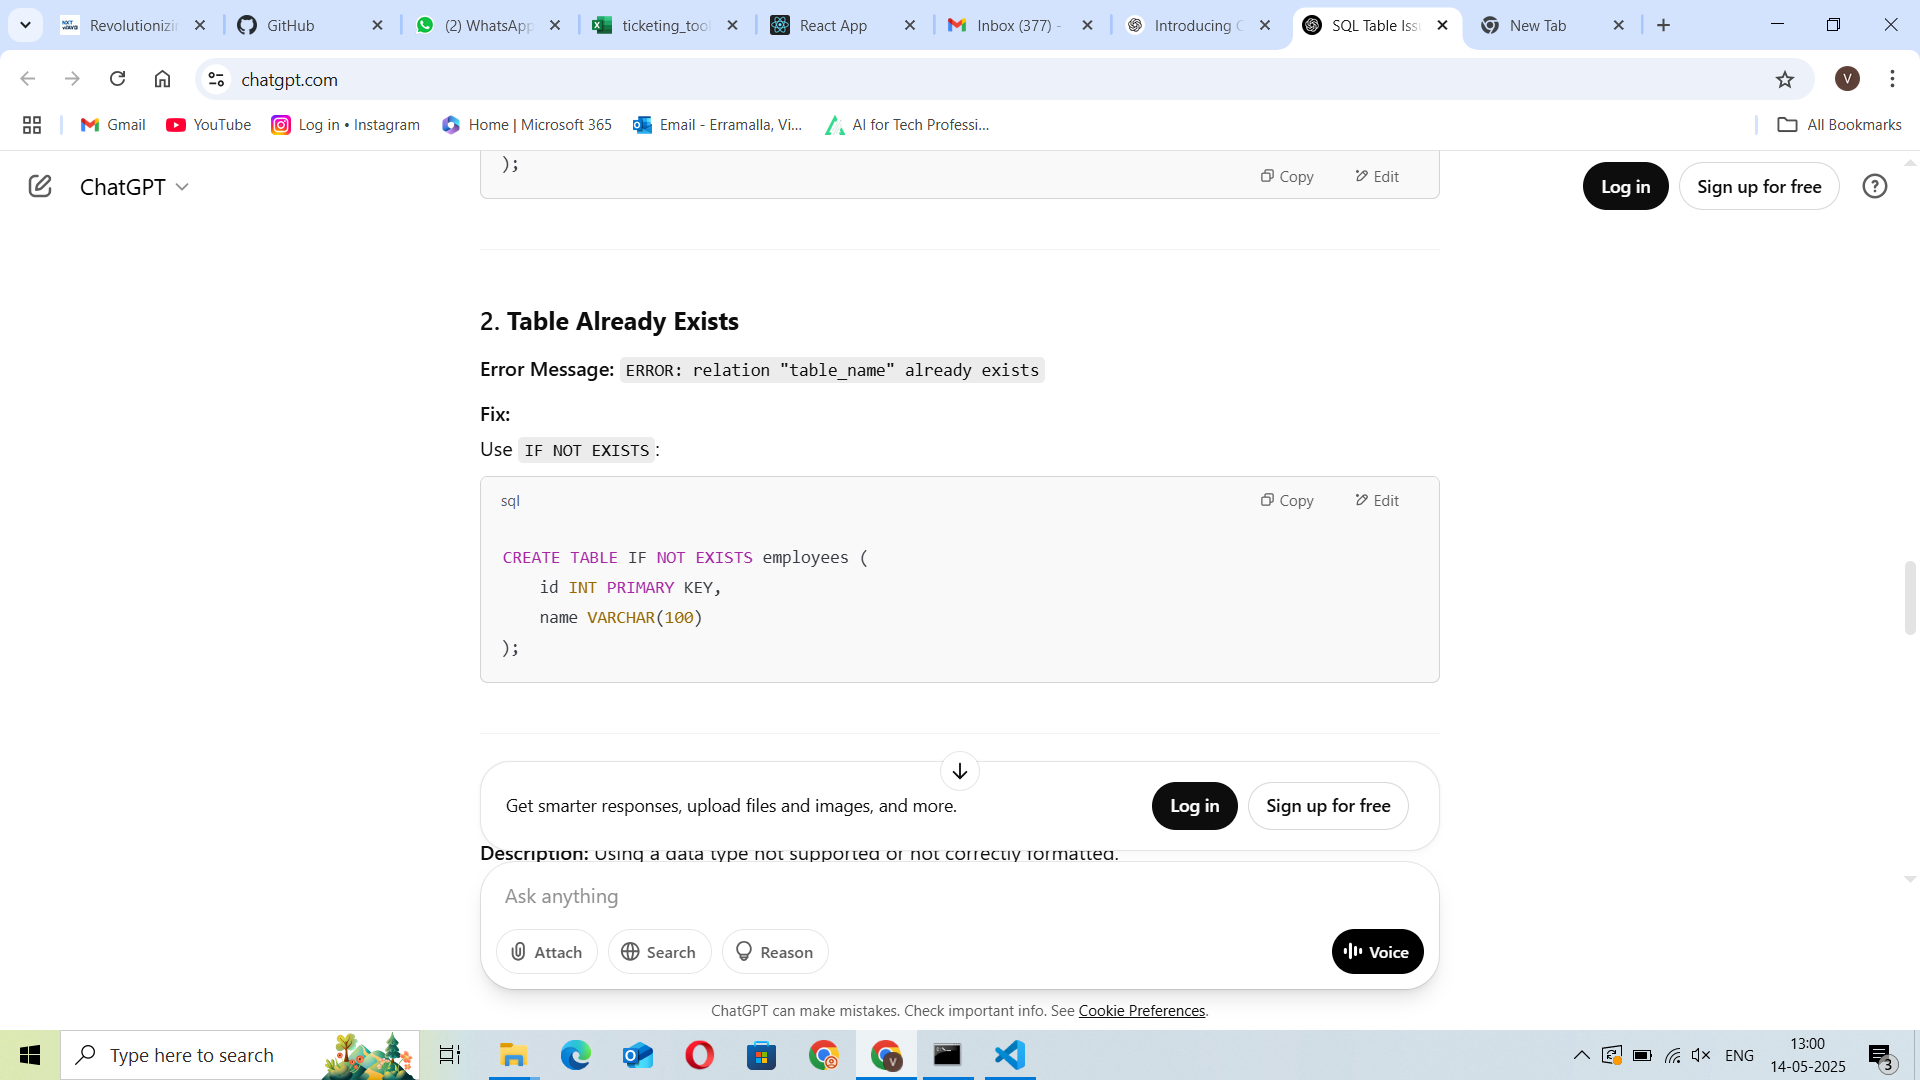 Revolutionizi
GitHub
(2) WhatsApp
ticketing_tool
React App
Inbox (377) -
Introducing C
SQL Table Iss
New Tab
chatgpt.com
V
Gmail
YouTube
Log in • Instagram
Home | Microsoft 365
Email - Erramalla, Vi...
AI for Tech Professi...
All Bookmarks
ChatGPT
);
Copy
Edit
Log in
Sign up for free
2. Table Already Exists
Error Message: ERROR: relation "table_name" already exists
Fix:
Use IF NOT EXISTS:
sql
Copy
Edit
CREATE TABLE IF NOT EXISTS employees (
id INT PRIMARY KEY,
name VARCHAR(100)
);
Get smarter responses, upload files and images, and more.
Log in
Sign up for free
Description: Using a data type not supported or not correctly formatted.
Ask anything
Attach
Search
Reason
Voice
ChatGPT can make mistakes. Check important info. See Cookie Preferences.
Type here to search
ENG
13:00
14-05-2025
3